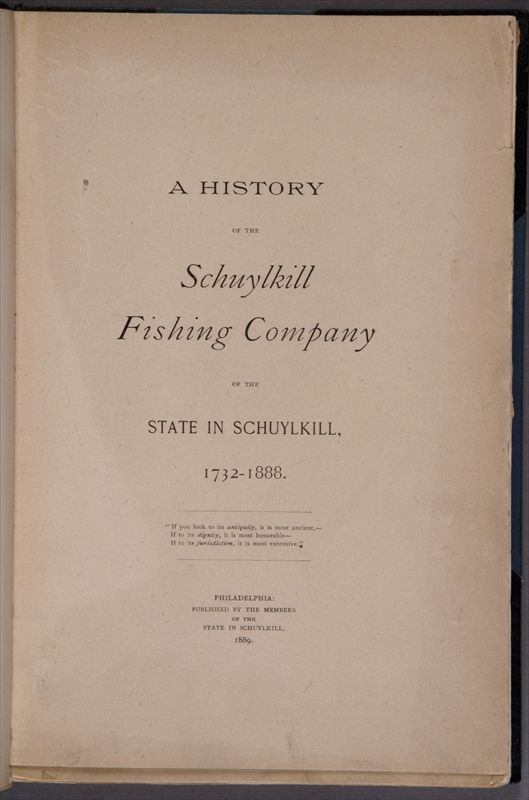 A HISTORY
OF THE
Schuylkill
Fishing Company
OF THE
STATE IN SCHUYLKILL,
1732-1888.
"If you look to its antiquity, it is most ancient,—
If to its dignity, it is most honorable—
If to its jurisdiction, it is most extensive."
PHILADELPHIA:
PUBLISHED BY THE MEMBERS
OF THE
STATE IN SCHUYLKILL.
1889.